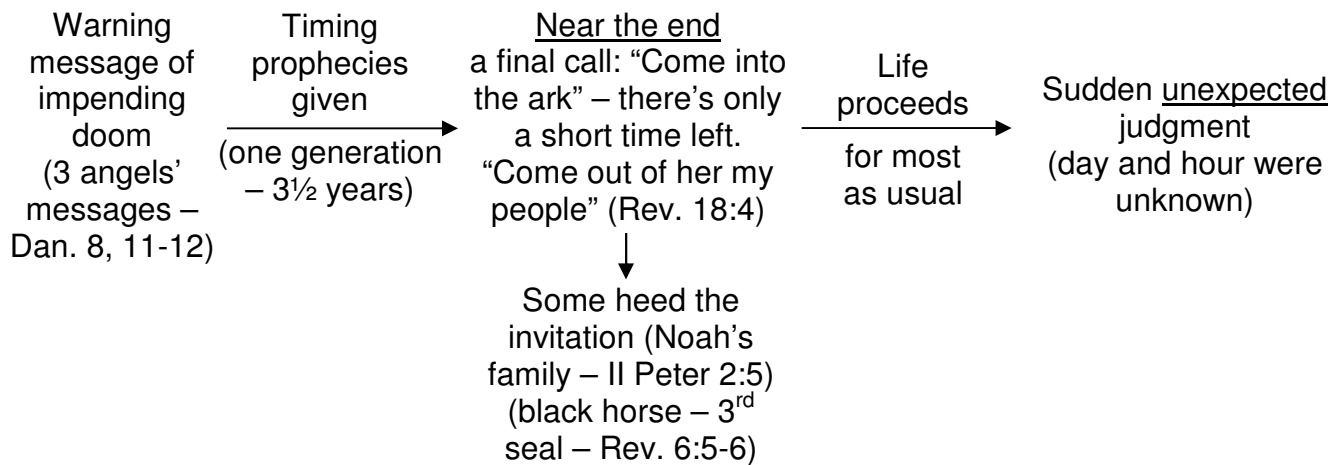 Warning
message of
impending
doom
(3 angels’
messages –
Dan. 8, 11-12)
Timing
prophecies
given
(one generation
– 3½ years)
Near the end
a final call: “Come into
the ark” – there’s only
a short time left.
“Come out of her my
people” (Rev. 18:4)
Some heed the
invitation (Noah’s
family – II Peter 2:5)
(black horse – 3rd
seal – Rev. 6:5-6)
Life
proceeds
for most
as usual
Sudden unexpected
judgment
(day and hour were
unknown)